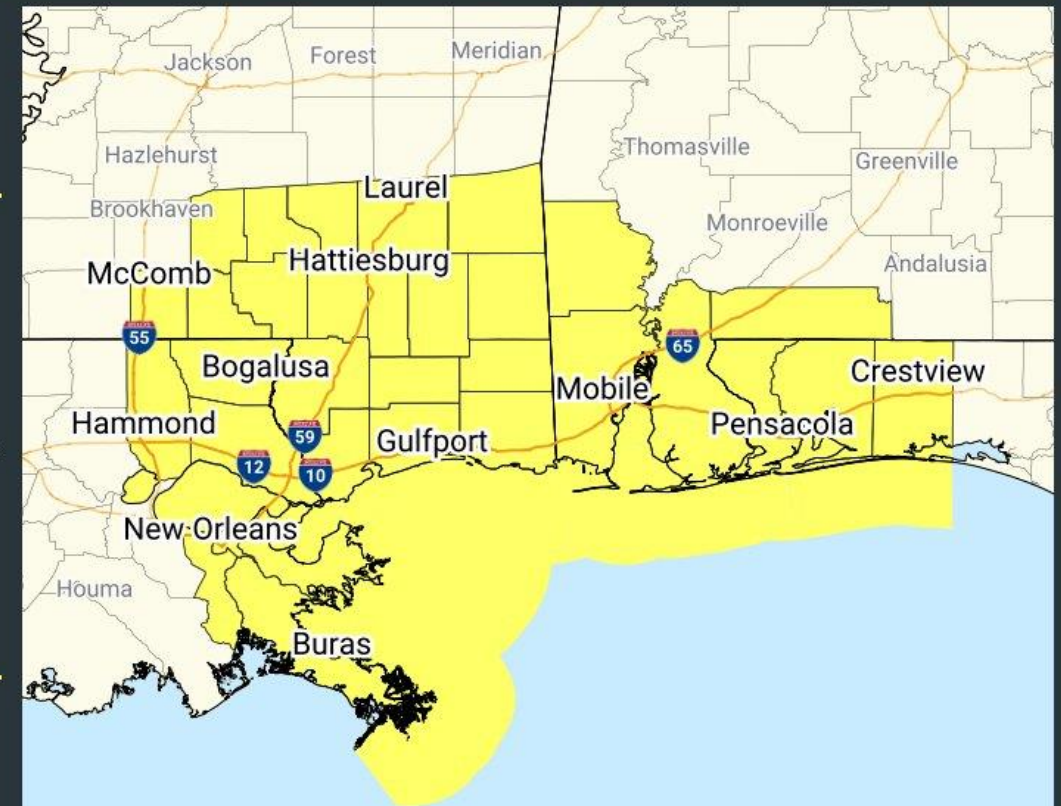 Jackson
Forest
Meridian
Hazlehurst
Thomasville
Greenville
Laurel
Brookhaven
Monroeville
McComb
Hattiesburg
Andalusia
55
65
Bogalusa
Crestview
Mobile
Hammond
59
Gulfport
Pensacola
12
10
New Orleans
Houma
Buras